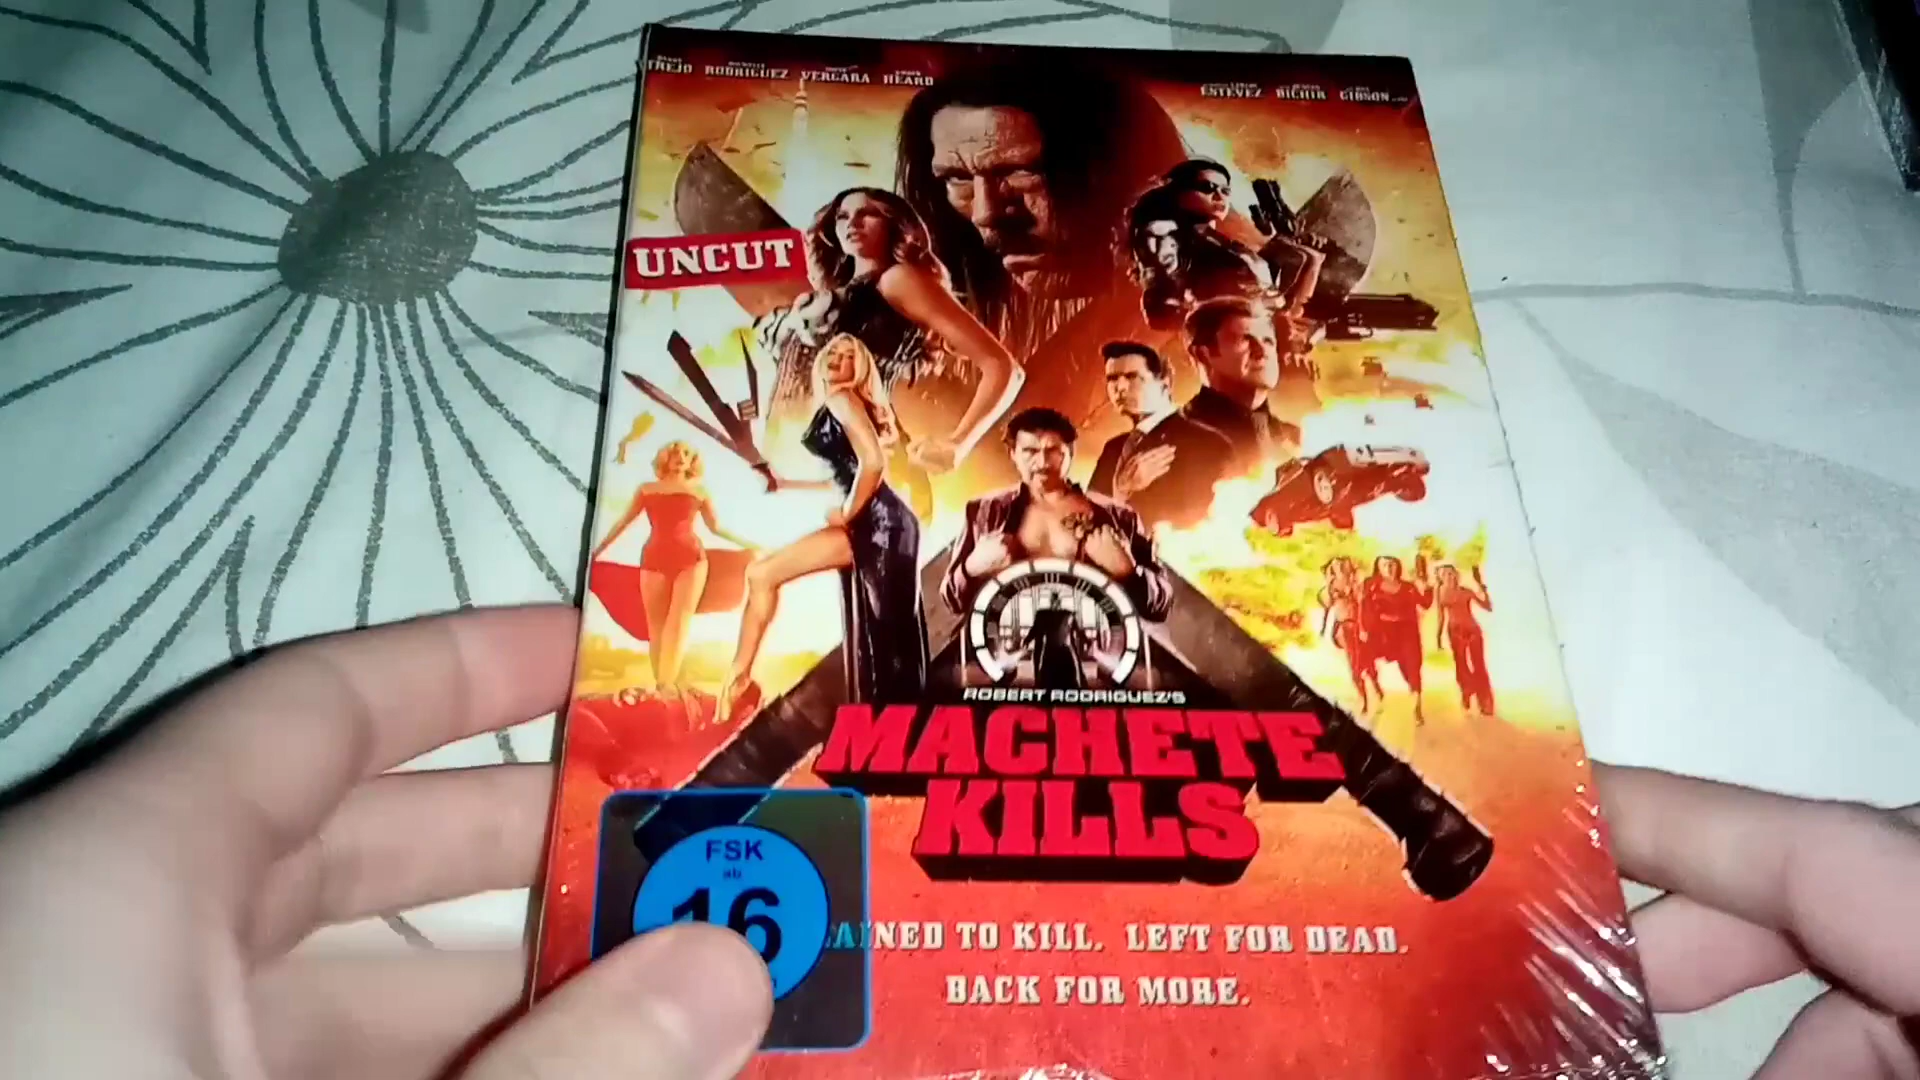 TREJO RODRIGUEZ VERGARA HEARD
ESTEVEZ BICHIR GIBSON
UNCUT
ROBERT RODRIGUEZ'S
MACHETE
KILLS
FSK
ab
16
AINED TO KILL. LEFT FOR DEAD.
BACK FOR MORE.